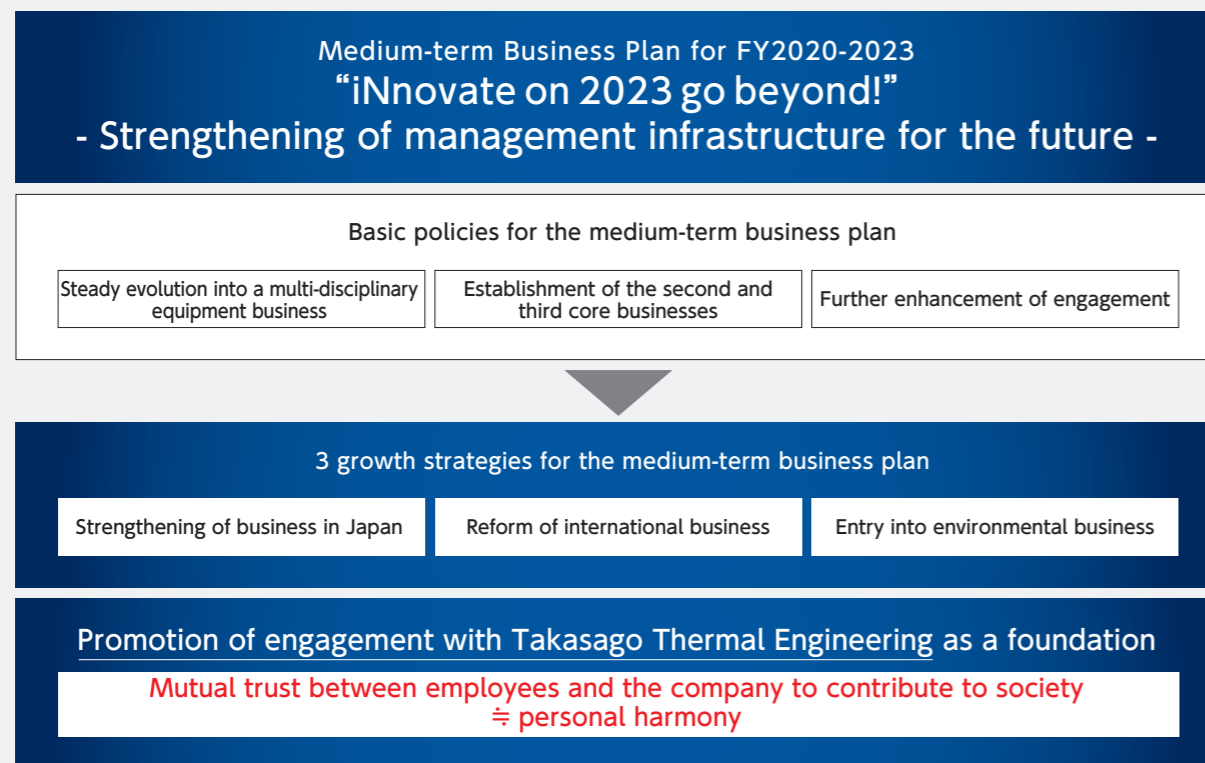 Medium-term Business Plan for FY2020-2023
“iNnovate on 2023 go beyond!”
- Strengthening of management infrastructure for the future -
Basic policies for the medium-term business plan
Steady evolution into a multi-disciplinary
equipment business
Establishment of the second and
third core businesses
Further enhancement of engagement
3 growth strategies for the medium-term business plan
Strengthening of business in Japan
Reform of international business
Entry into environmental business
Promotion of engagement with Takasago Thermal Engineering as a foundation
Mutual trust between employees and the company to contribute to society
≒ personal harmony